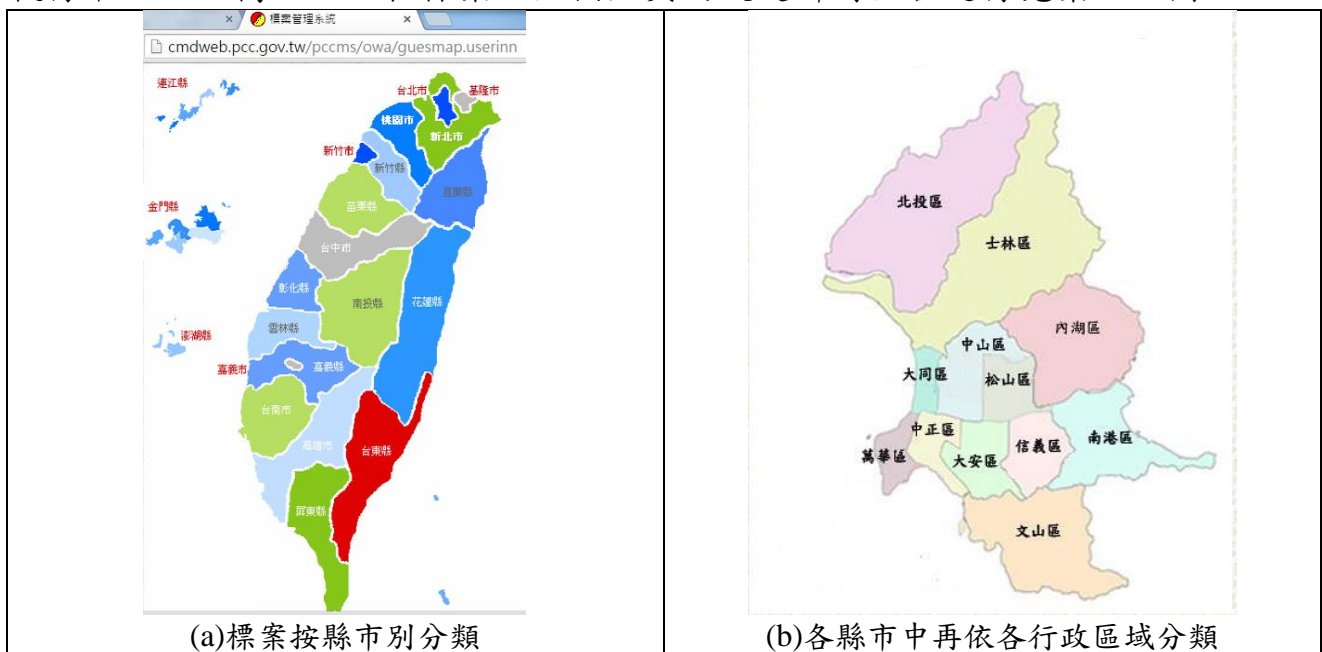 標案管理系統
cmdweb.pcc.gov.tw/pccms/owa/guesmap.userinn
連江縣
台北市
基隆市
桃園市
新北市
新竹市
新竹縣
宜蘭縣
苗栗縣
金門縣
台中市
彰化縣
南投縣
花蓮縣
雲林縣
澎湖縣
嘉義市
嘉義縣
台南市
高雄市
台東縣
屏東縣
(a)標案按縣市別分類
北投區
士林區
內湖區
中山區
大同區
松山區
中正區
信義區
南港區
萬華區
大安區
文山區
(b)各縣市中再依各行政區域分類